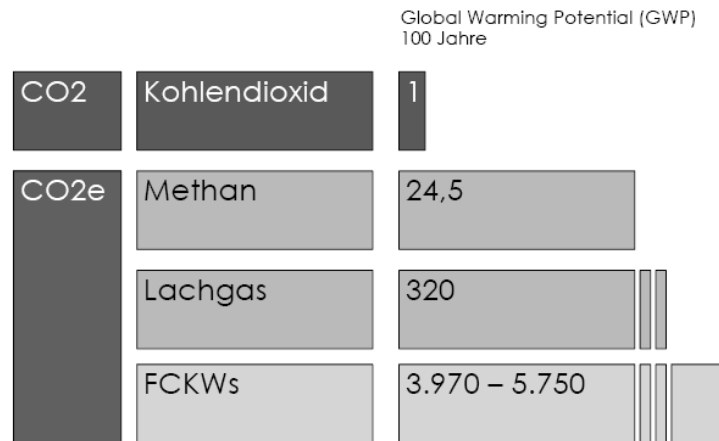 Global Warming Potential (GWP)
100 Jahre
CO2 Kohlendioxid 1
CO2e Methan 24,5
Lachgas 320
FCKWs 3.970 – 5.750